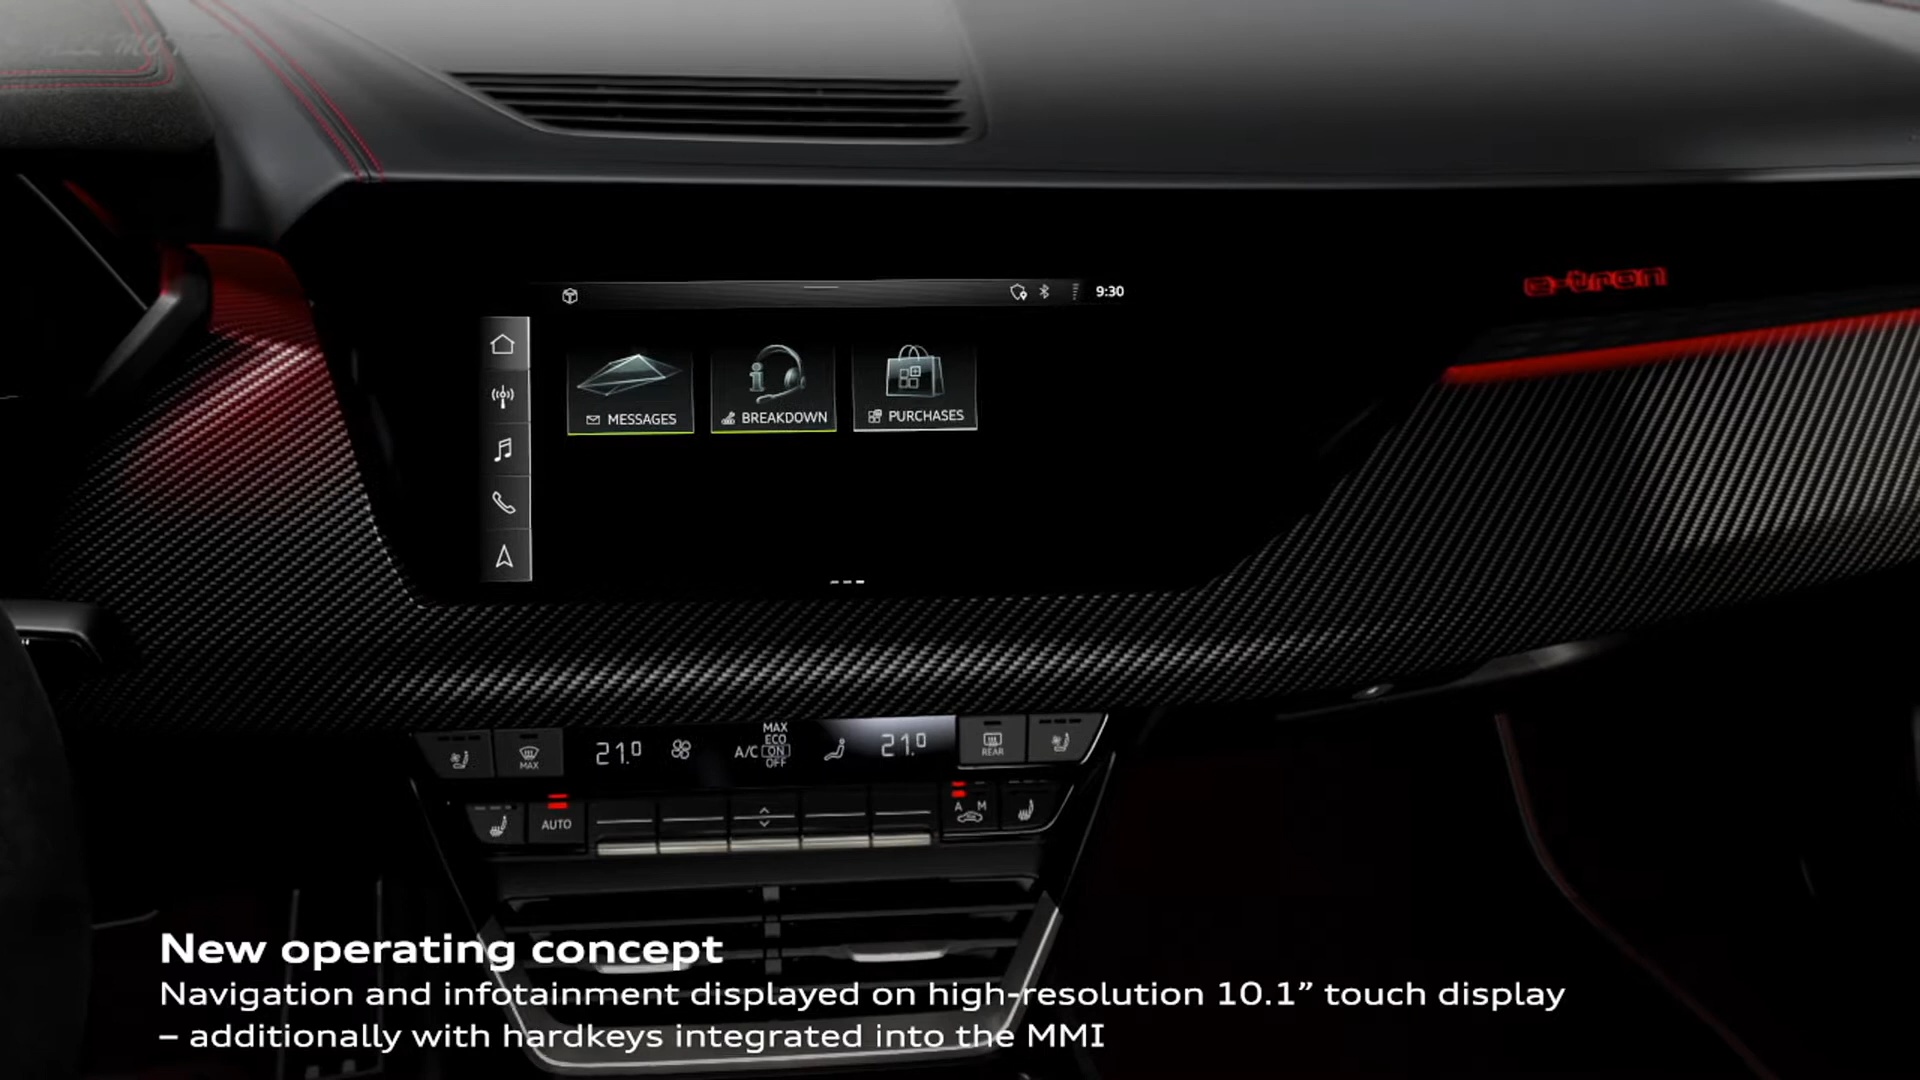 9:30
e-tron
MESSAGES
BREAKDOWN
PURCHASES
21.0
A/C
MAX
ECO
ON
OFF
21.0
MAX
REAR
AUTO
A M
New operating concept
Navigation and infotainment displayed on high-resolution 10.1” touch display
– additionally with hardkeys integrated into the MMI